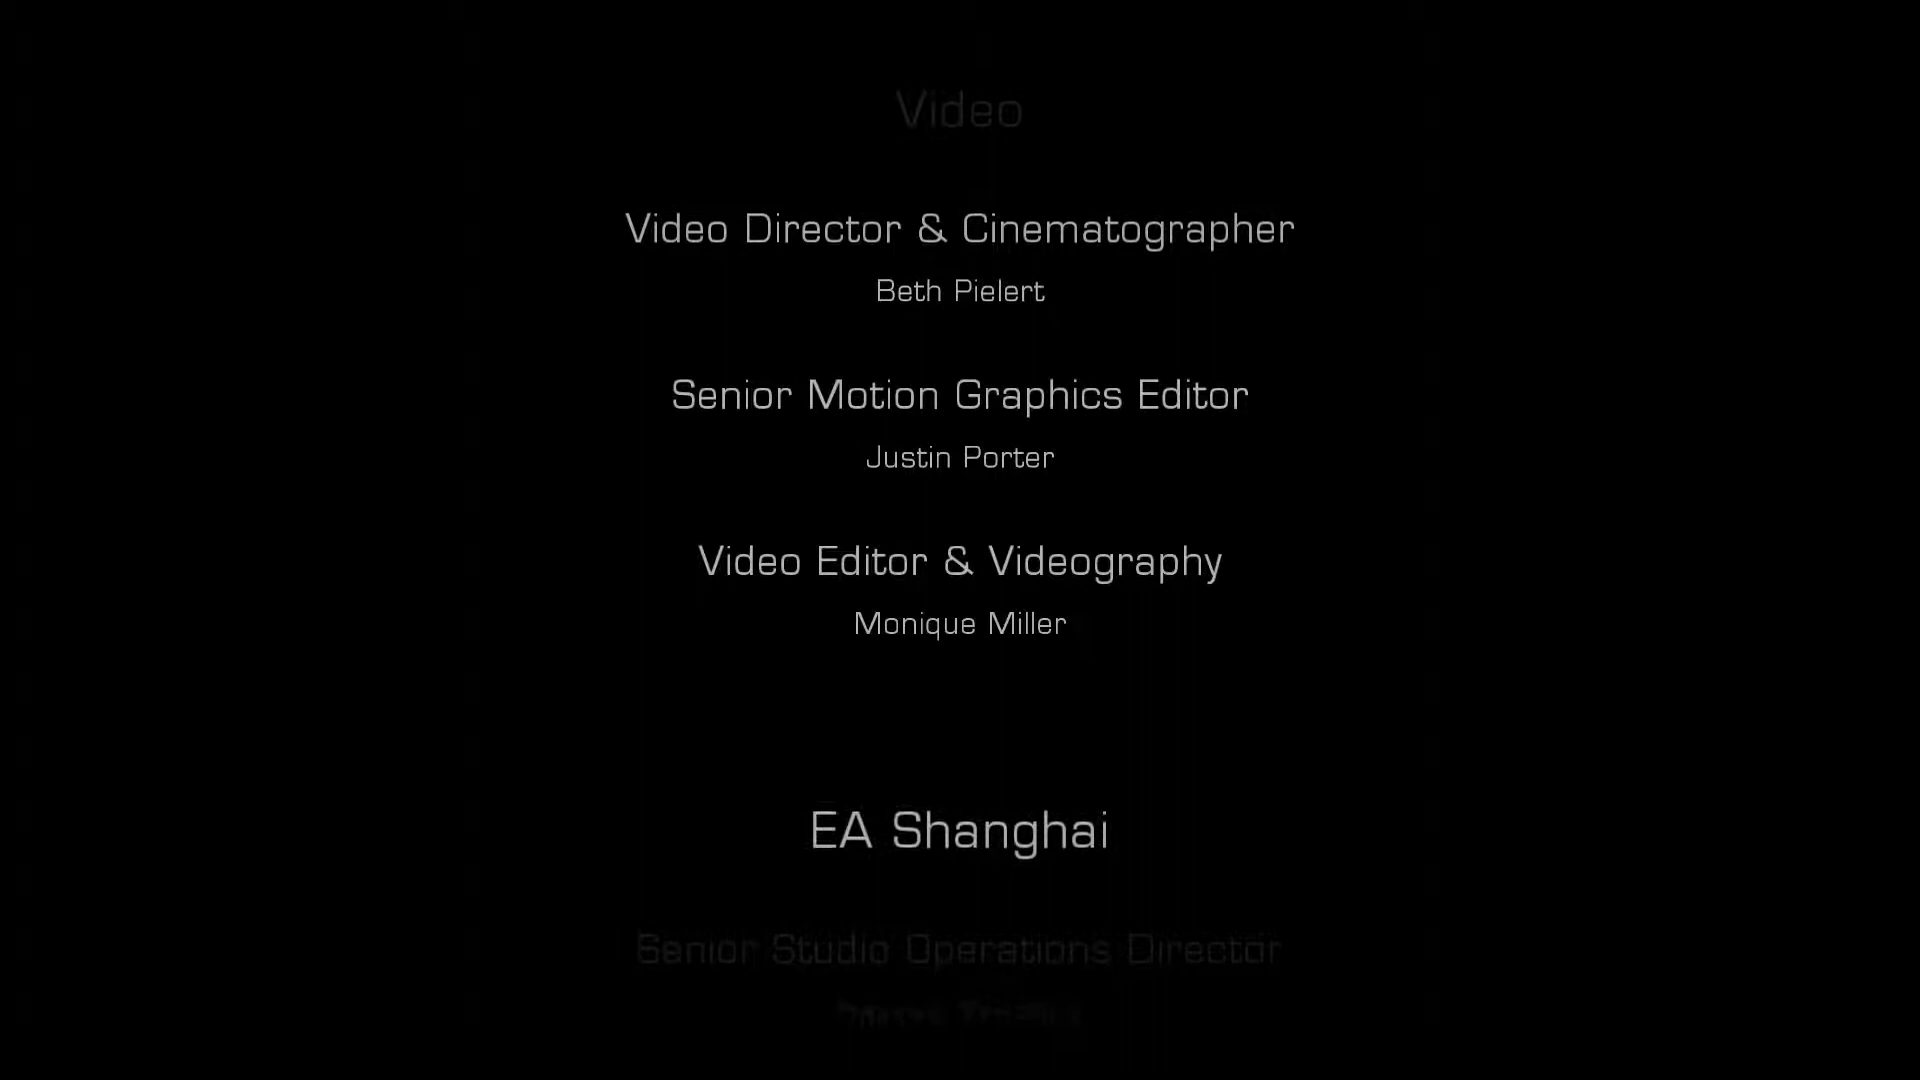 Video
Video Director & Cinematographer
Beth Pielert
Senior Motion Graphics Editor
Justin Porter
Video Editor & Videography
Monique Miller
EA Shanghai
Senior Studio Operations Director